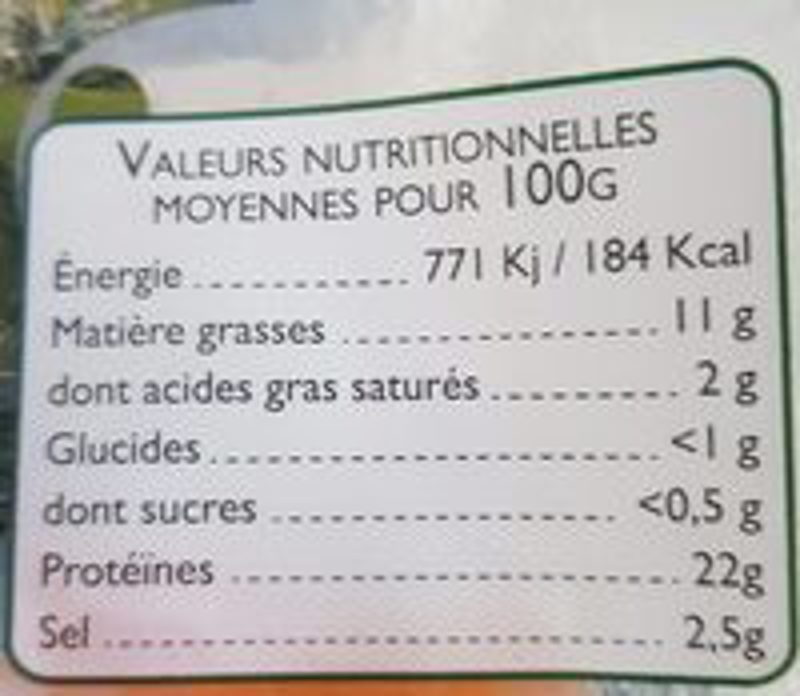 VALEURS NUTRITIONNELLES
MOYENNES POUR 100G
Énergie ............ 771 Kj / 184 Kcal
Matière grasses ................ 11 g
dont acides gras saturés ......... 2 g
Glucides ........................ <1 g
dont sucres .................. <0,5 g
Protéïnes ....................... 22g
Sel ............................. 2,5g